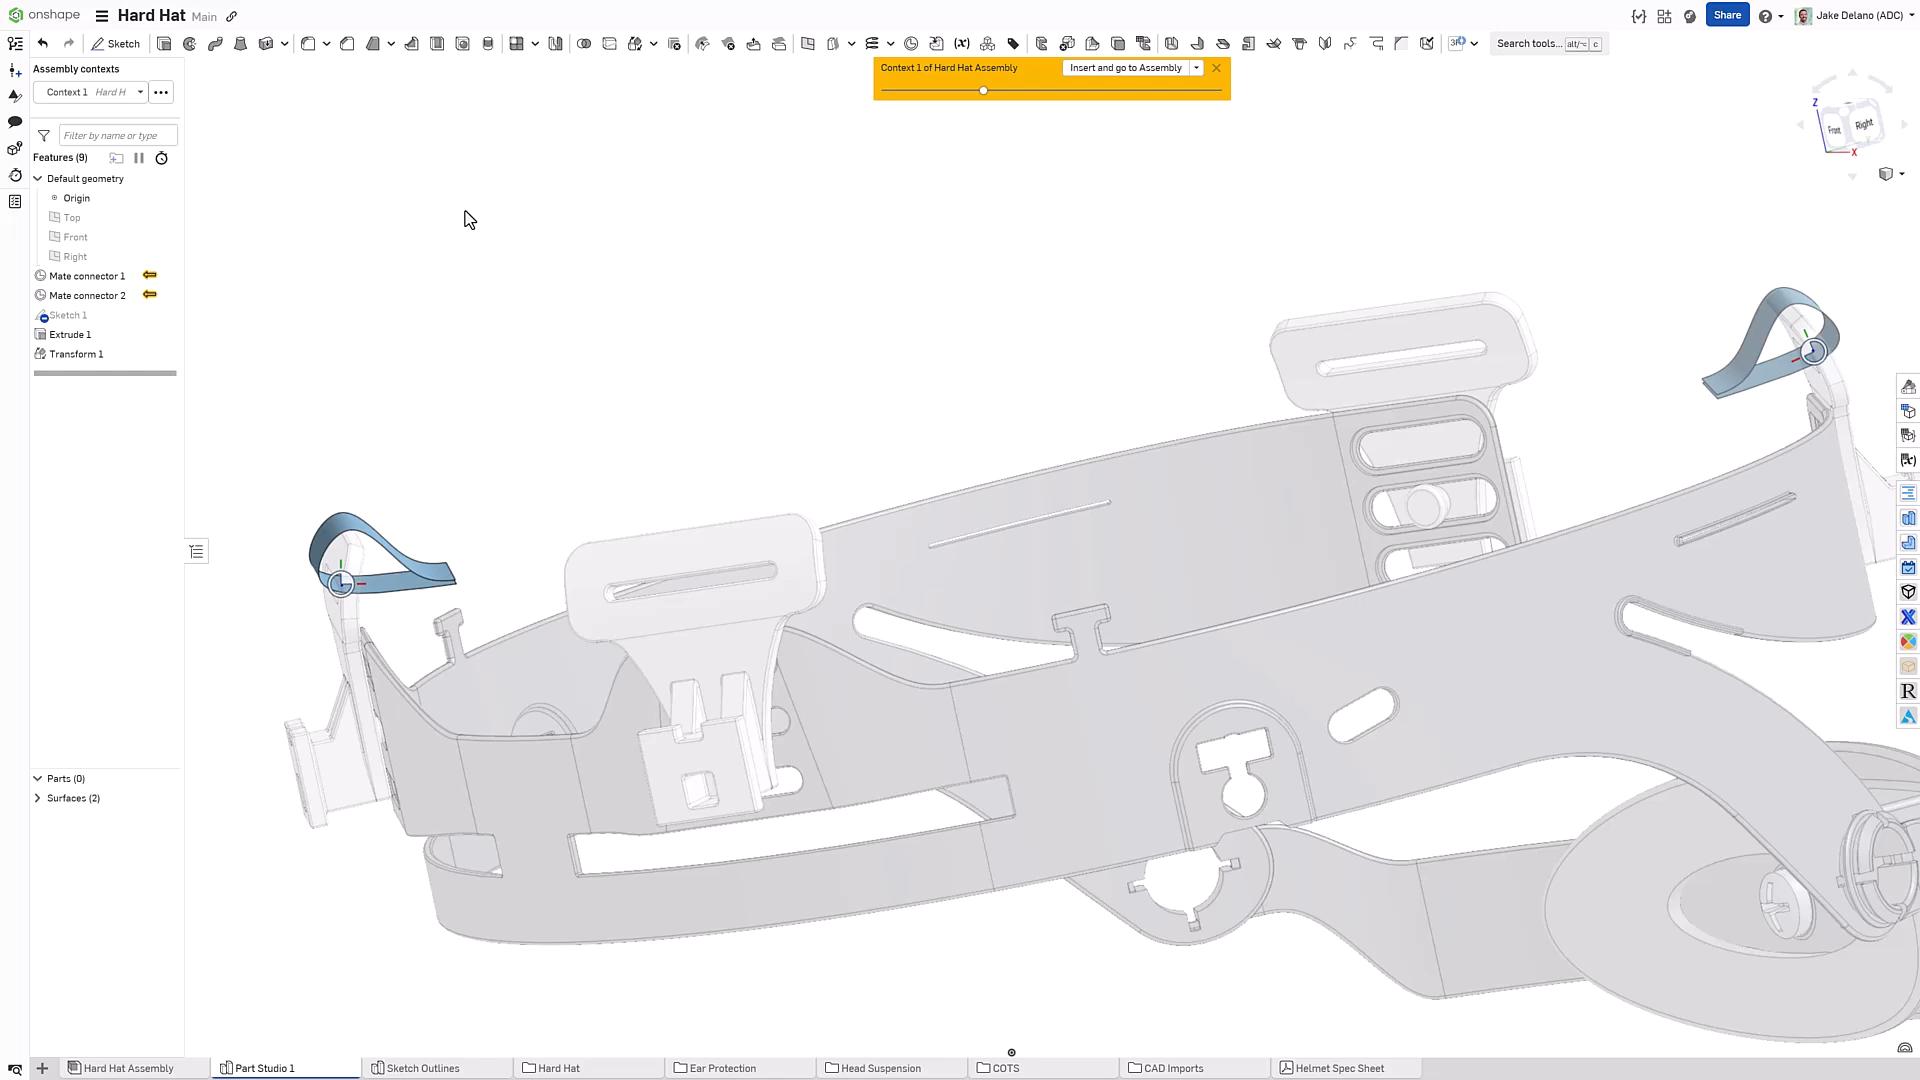 onshape
Hard Hat Main
Share
Jake Delano (ADC)
Sketch
Search tools... alt/⌥ c
Assembly contexts
Context 1 Hard H
Filter by name or type
Features (9)
Default geometry
Origin
Top
Front
Right
Mate connector 1
Mate connector 2
Sketch 1
Extrude 1
Transform 1
Context 1 of Hard Hat Assembly
Insert and go to Assembly
Z
Front
Right
X
Parts (0)
Surfaces (2)
Hard Hat Assembly
Part Studio 1
Sketch Outlines
Hard Hat
Ear Protection
Head Suspension
COTS
CAD Imports
Helmet Spec Sheet